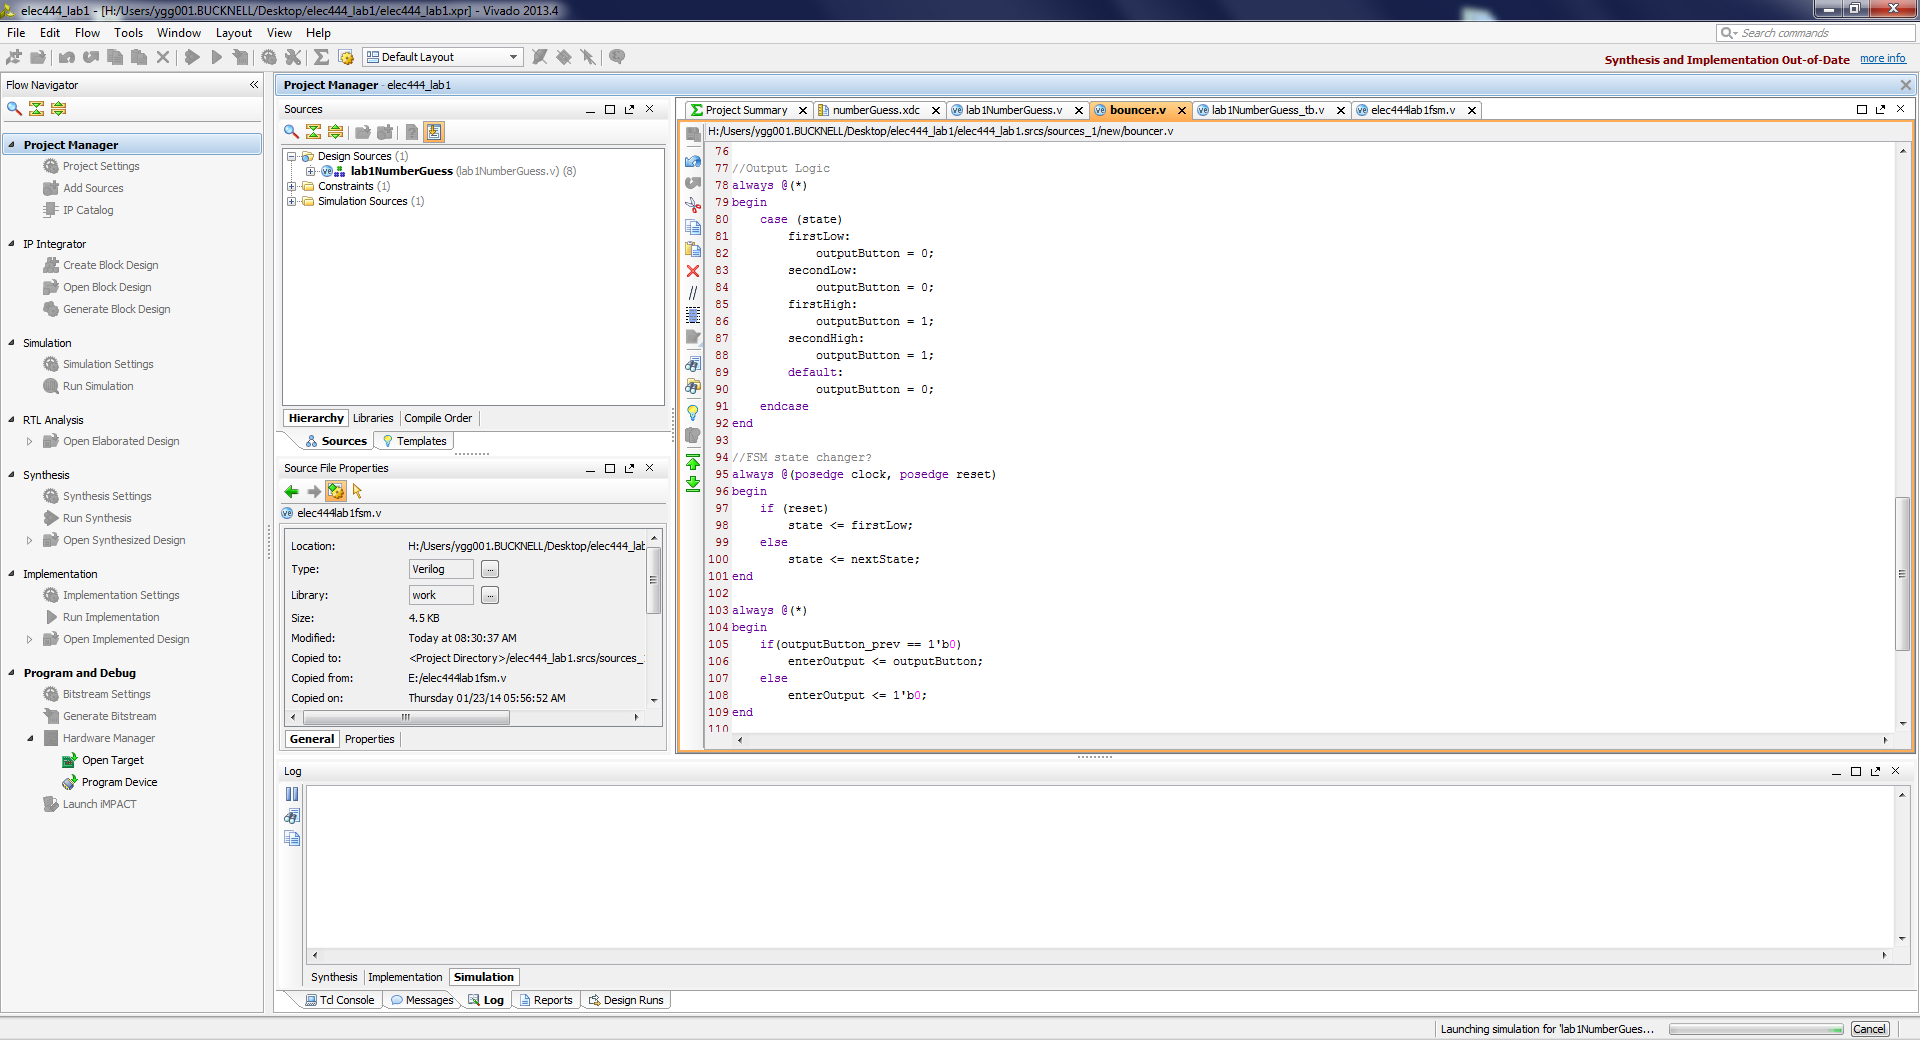 elec444_lab1 - [H:/Users/ygg001.BUCKNELL/Desktop/elec444_lab1/elec444_lab1.xpr] - Vivado 2013.4
File Edit Flow Tools Window Layout View Help
Search commands
Default Layout
Synthesis and Implementation Out-of-Date more info
Flow Navigator
Project Manager
Project Settings
Add Sources
IP Catalog
IP Integrator
Create Block Design
Open Block Design
Generate Block Design
Simulation
Simulation Settings
Run Simulation
RTL Analysis
Open Elaborated Design
Synthesis
Synthesis Settings
Run Synthesis
Open Synthesized Design
Implementation
Implementation Settings
Run Implementation
Open Implemented Design
Program and Debug
Bitstream Settings
Generate Bitstream
Hardware Manager
Open Target
Program Device
Launch iMPACT
Project Manager - elec444_lab1
Sources
Design Sources (1)
lab1NumberGuess (lab1NumberGuess.v) (8)
Constraints (1)
Simulation Sources (1)
Hierarchy Libraries Compile Order
Sources Templates
Source File Properties
elec444lab1fsm.v
Location: H:/Users/ygg001.BUCKNELL/Desktop/elec444_lab
Type: Verilog ...
Library: work ...
Size: 4.5 KB
Modified: Today at 08:30:37 AM
Copied to: <Project Directory>/elec444_lab1.srcs/sources_
Copied from: E:/elec444lab1fsm.v
Copied on: Thursday 01/23/14 05:56:52 AM
General Properties
Project Summary numberGuess.xdc lab1NumberGuess.v bouncer.v lab1NumberGuess_tb.v elec444lab1fsm.v
H:/Users/ygg001.BUCKNELL/Desktop/elec444_lab1/elec444_lab1.srcs/sources_1/new/bouncer.v
76
77 //Output Logic
78 always @(*)
79 begin
80     case (state)
81         firstLow:
82             outputButton = 0;
83         secondLow:
84             outputButton = 0;
85         firstHigh:
86             outputButton = 1;
87         secondHigh:
88             outputButton = 1;
89         default:
90             outputButton = 0;
91     endcase
92 end
93
94 //FSM state changer?
95 always @(posedge clock, posedge reset)
96 begin
97     if (reset)
98         state <= firstLow;
99     else
100         state <= nextState;
101 end
102
103 always @(*)
104 begin
105     if(outputButton_prev == 1'b0)
106         enterOutput <= outputButton;
107     else
108         enterOutput <= 1'b0;
109 end
110
Log
Synthesis Implementation Simulation
Tcl Console Messages Log Reports Design Runs
Launching simulation for 'lab1NumberGues... Cancel